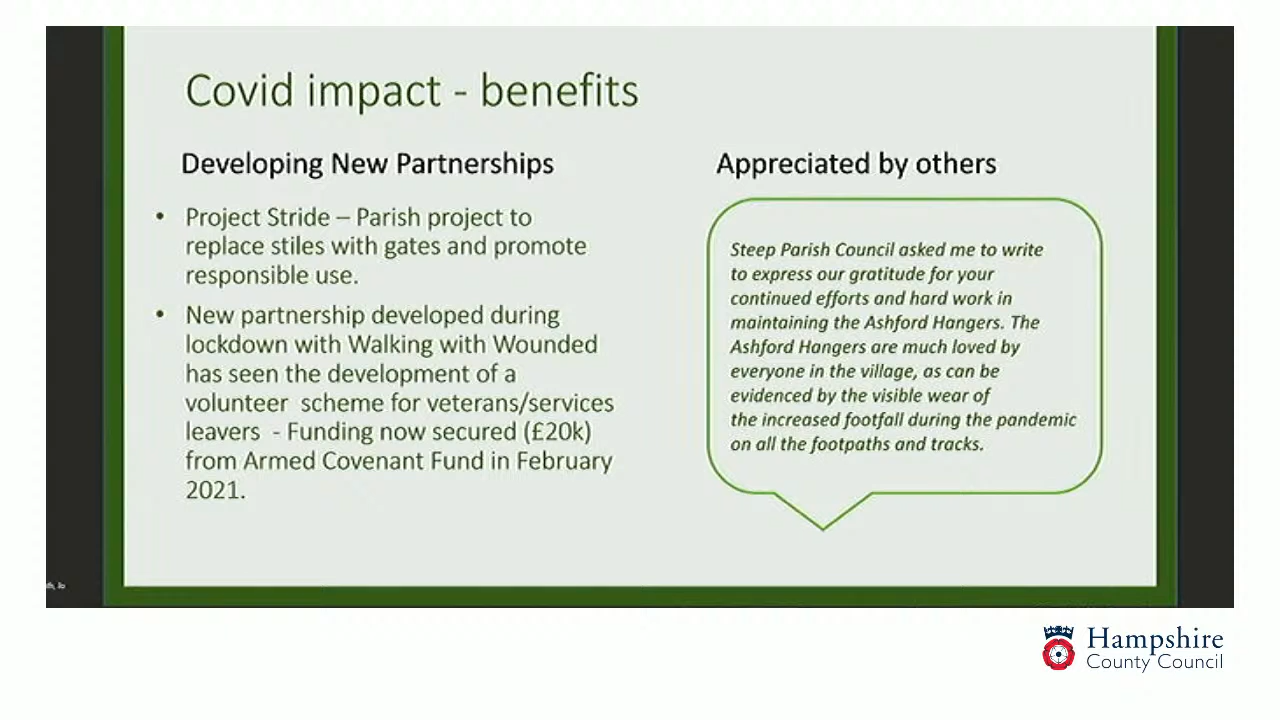 Covid impact - benefits
Developing New Partnerships
• Project Stride – Parish project to
replace stiles with gates and promote
responsible use.
• New partnership developed during
lockdown with Walking with Wounded
has seen the development of a
volunteer  scheme for veterans/services
leavers  - Funding now secured (£20k)
from Armed Covenant Fund in February
2021.
Appreciated by others
Steep Parish Council asked me to write
to express our gratitude for your
continued efforts and hard work in
maintaining the Ashford Hangers. The
Ashford Hangers are much loved by
everyone in the village, as can be
evidenced by the visible wear of
the increased footfall during the pandemic
on all the footpaths and tracks.
Hampshire
County Council